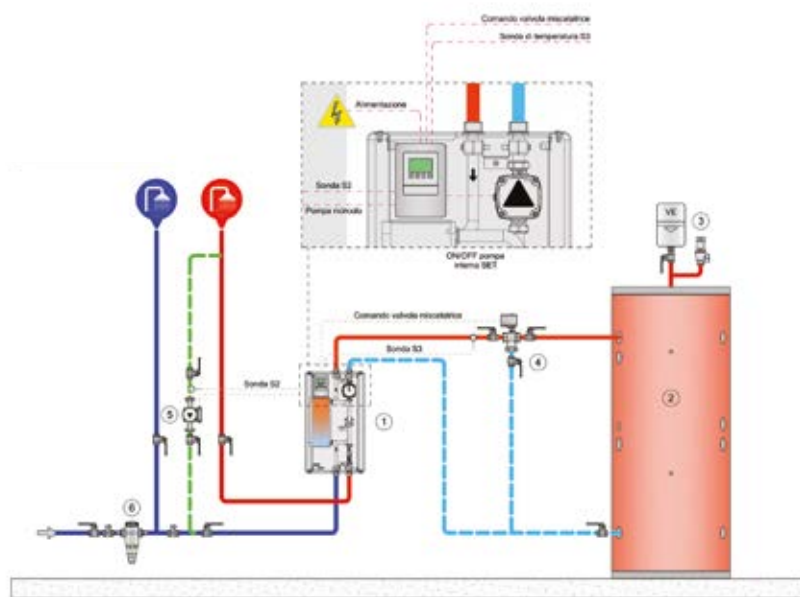 Comando valvola miscelatrice
Sonda di temperatura S3
Alimentazione
Sonda S2
Pompa ricircolo
ON/OFF pompa
interna SET
VE
3
Comando valvola miscelatrice
Sonda S3
4
Sonda S2
5
1
2
6